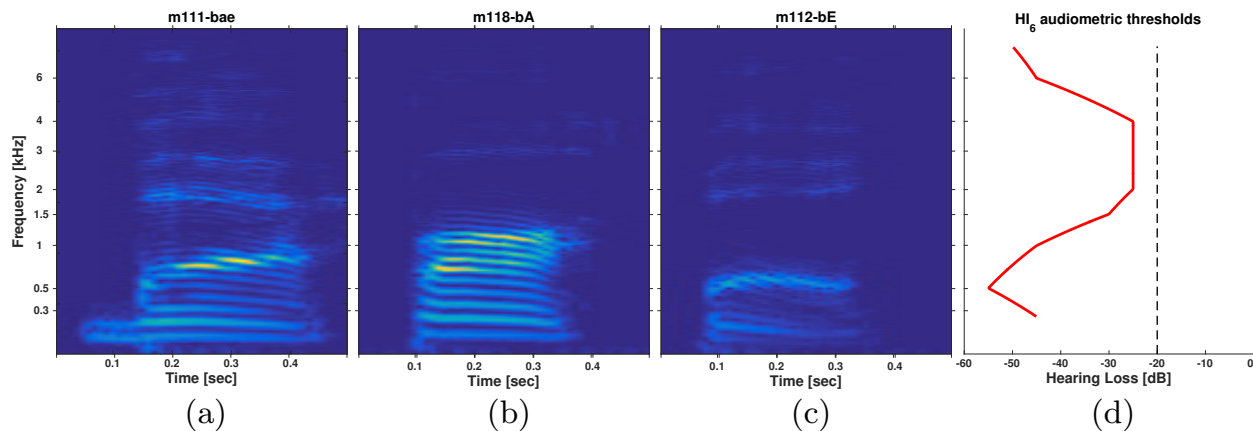 m111-bae
m118-bA
m112-bE
HI6 audiometric thresholds
Frequency [kHz]
6
4
3
2
1.5
1
0.5
0.3
0.1 0.2 0.3 0.4
0.1 0.2 0.3 0.4
0.1 0.2 0.3 0.4
-60 -50 -40 -30 -20 -10 0
Time [sec]
Time [sec]
Time [sec]
Hearing Loss [dB]
(a)
(b)
(c)
(d)